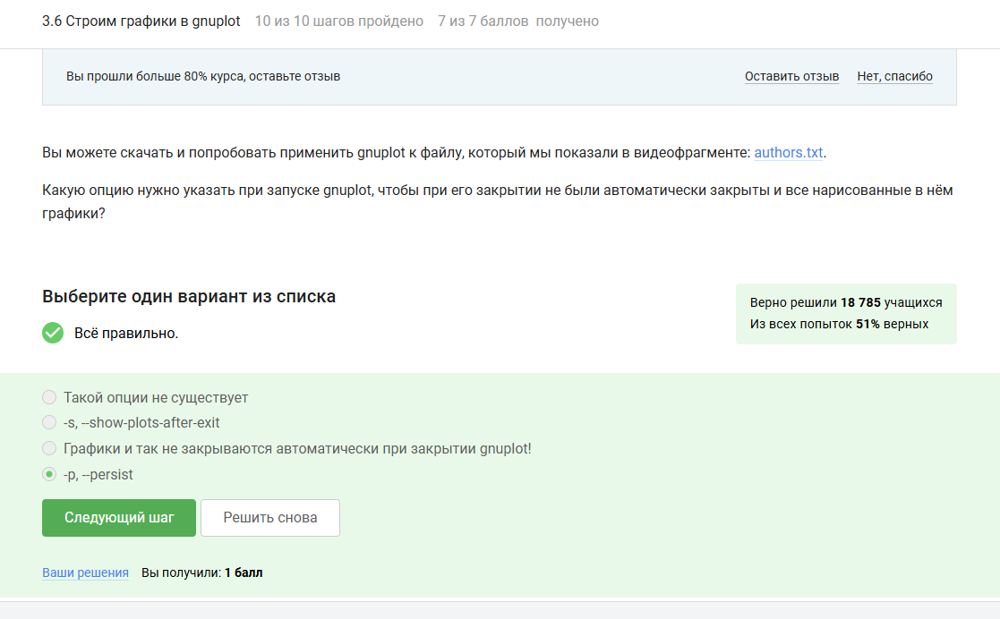 3.6 Строим графики в gnuplot 10 из 10 шагов пройдено 7 из 7 баллов получено
Вы прошли больше 80% курса, оставьте отзыв Оставить отзыв Нет, спасибо
Вы можете скачать и попробовать применить gnuplot к файлу, который мы показали в видеофрагменте: authors.txt.
Какую опцию нужно указать при запуске gnuplot, чтобы при его закрытии не были автоматически закрыты и все нарисованные в нём
графики?
Выберите один вариант из списка
Всё правильно.
Верно решили 18 785 учащихся
Из всех попыток 51% верных
Такой опции не существует
-s, --show-plots-after-exit
Графики и так не закрываются автоматически при закрытии gnuplot!
-p, --persist
Следующий шаг Решить снова
Ваши решения Вы получили: 1 балл